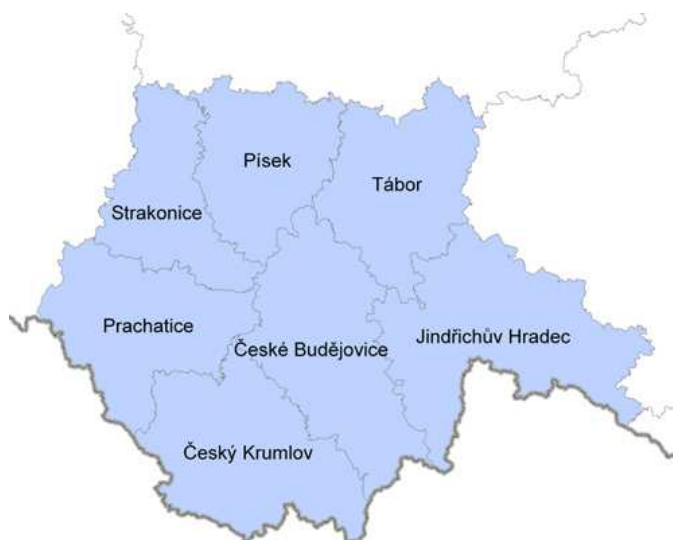 Písek
Tábor
Strakonice
Prachatice
České Budějovice
Jindřichův Hradec
Český Krumlov